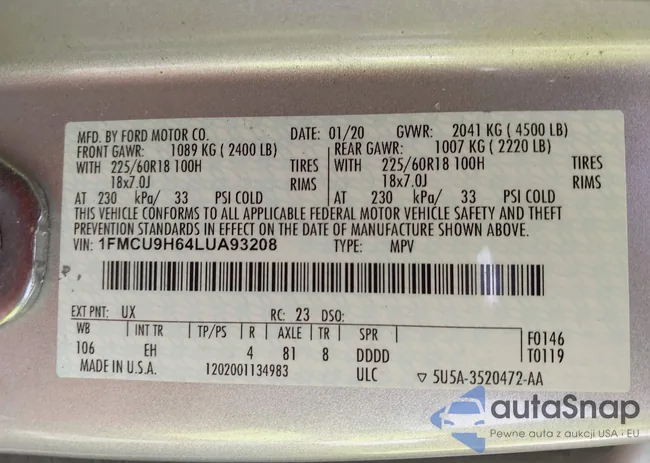 MFD. BY FORD MOTOR CO. DATE: 01/20 GVWR: 2041 KG ( 4500 LB)
FRONT GAWR: 1089 KG ( 2400 LB) REAR GAWR: 1007 KG ( 2220 LB)
WITH 225/60R18 100H TIRES WITH 225/60R18 100H TIRES
18x7.0J RIMS 18x7.0J RIMS
AT 230 kPa/ 33 PSI COLD AT 230 kPa/ 33 PSI COLD
THIS VEHICLE CONFORMS TO ALL APPLICABLE FEDERAL MOTOR VEHICLE SAFETY AND THEFT
PREVENTION STANDARDS IN EFFECT ON THE DATE OF MANUFACTURE SHOWN ABOVE.
VIN: 1FMCU9H64LUA93208 TYPE: MPV
EXT PNT: UX RC: 23 DSO:
WB INT TR TP/PS R AXLE TR SPR F0146
106 EH 4 81 8 DDDD T0119
MADE IN U.S.A. 1202001134983 ULC ▽ 5U5A-3520472-AA
autaSnap
Pewne auta z aukcji USA i EU